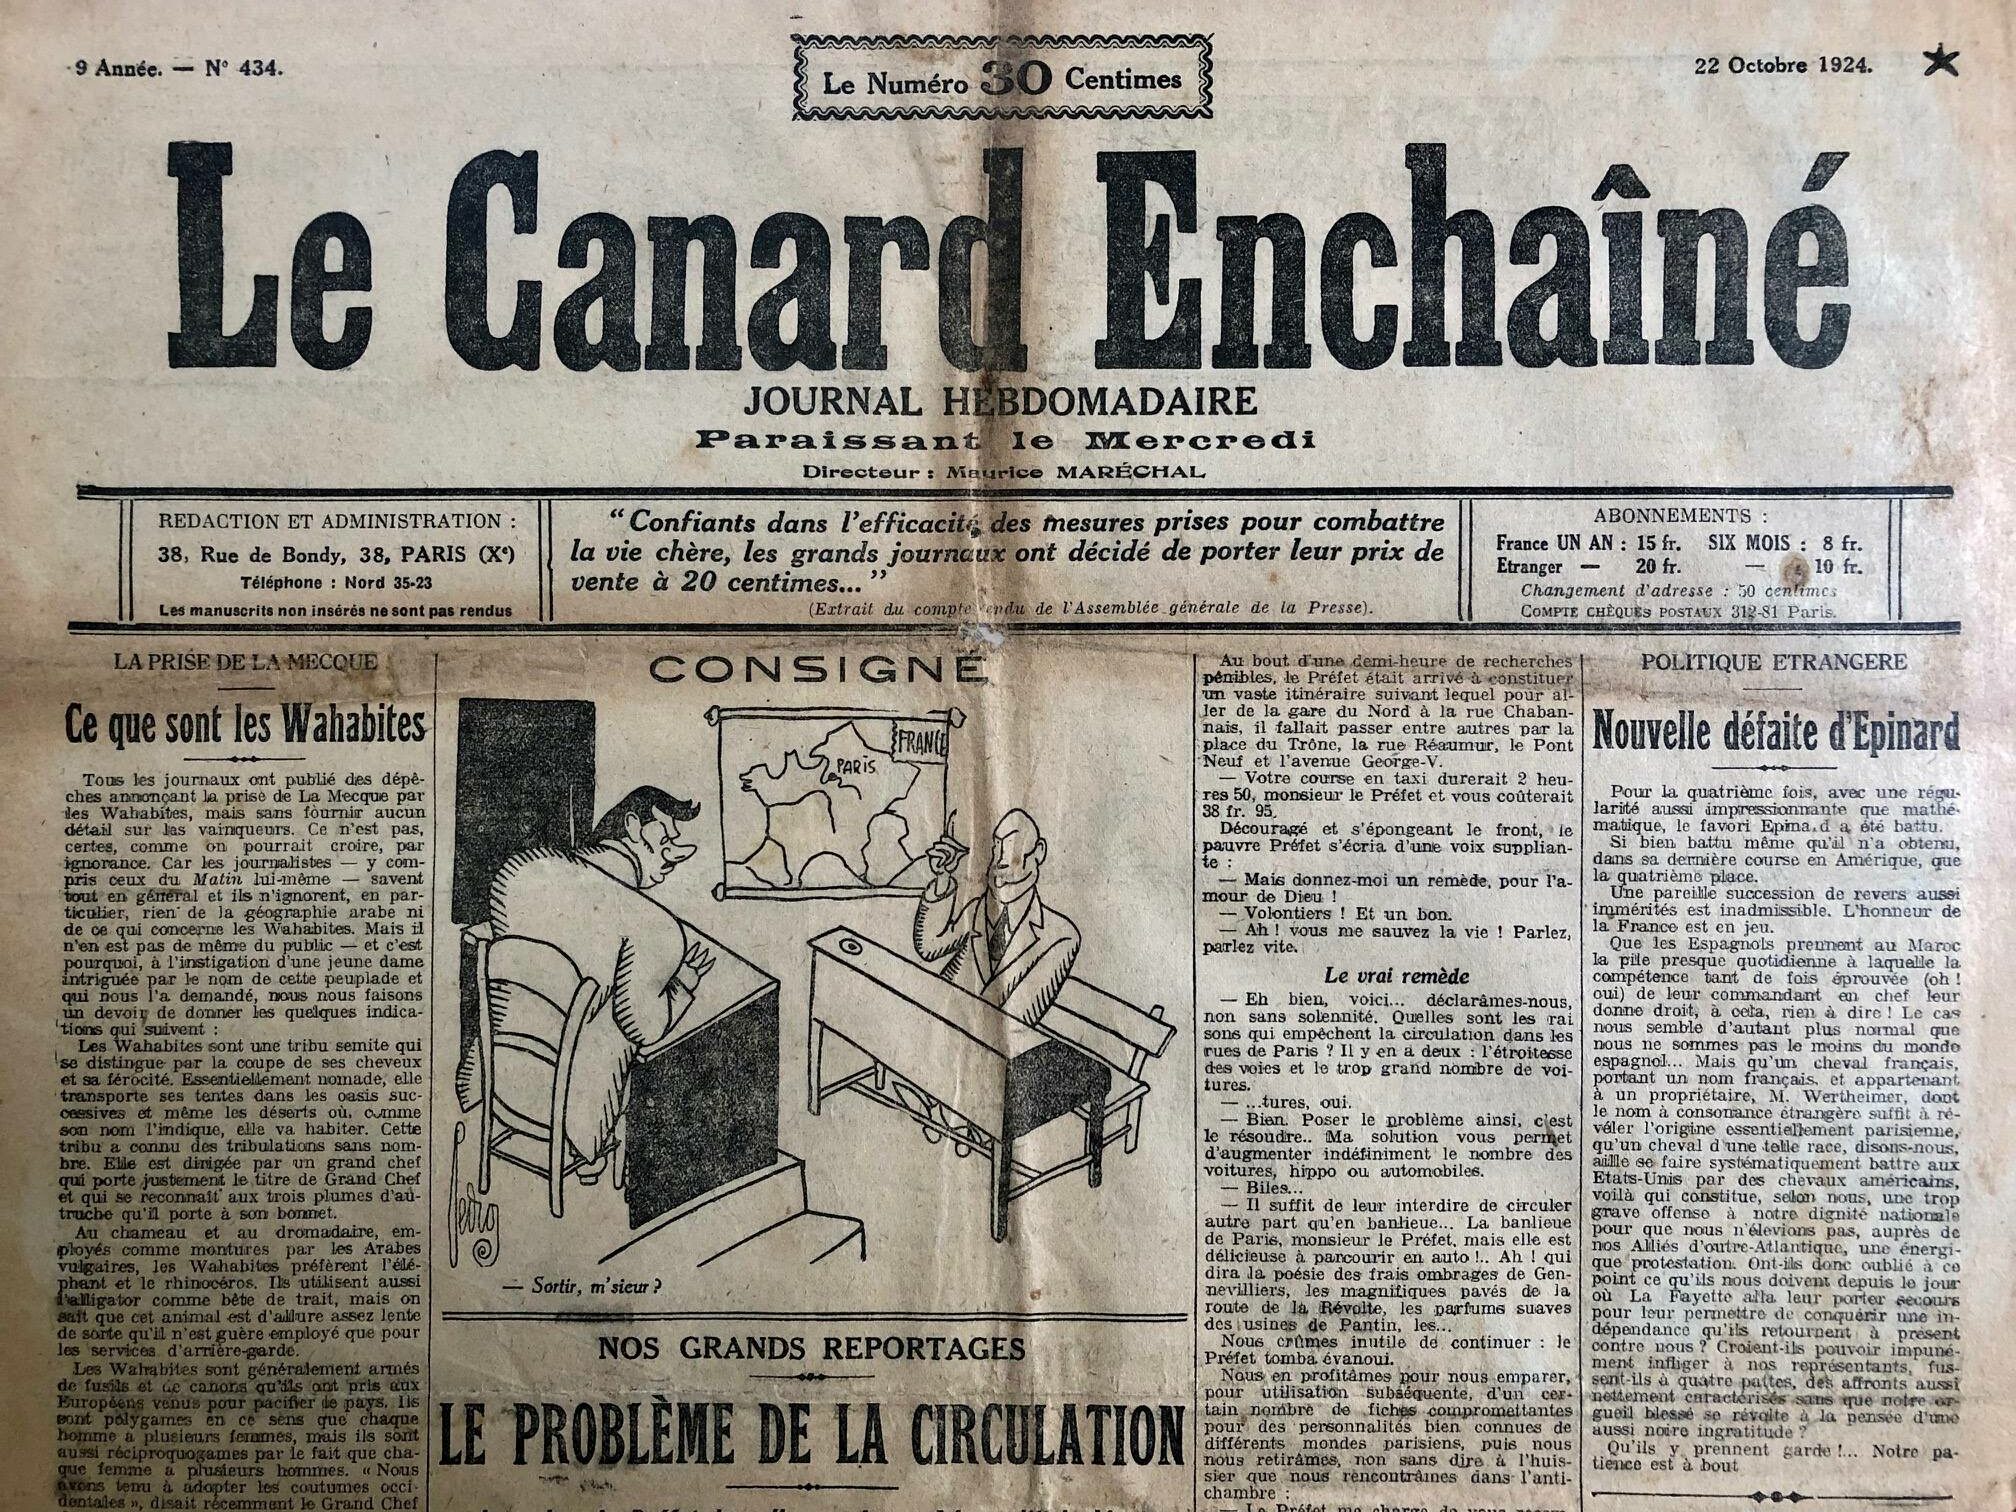 9 Année. — N° 434.
Le Numéro 30 Centimes
22 Octobre 1924.
Le Canard Enchaîné
JOURNAL HEBDOMADAIRE
Paraissant le Mercredi
Directeur : Maurice MARÉCHAL
REDACTION ET ADMINISTRATION :
38, Rue de Bondy, 38, PARIS (Xe)
Téléphone : Nord 35-23
Les manuscrits non insérés ne sont pas rendus
"Confiants dans l'efficacité des mesures prises pour combattre
la vie chère, les grands journaux ont décidé de porter leur prix de
vente à 20 centimes..."
(Extrait du compte rendu de l'Assemblée générale de la Presse).
ABONNEMENTS :
France UN AN : 15 fr. SIX MOIS : 8 fr.
Etranger — 20 fr. — 10 fr.
Changement d'adresse : 50 centimes
COMPTE CHÈQUES POSTAUX 312-81 Paris.
LA PRISE DE LA MECQUE
Ce que sont les Wahabites
Tous les journaux ont publié des dépê-
ches annonçant la prise de La Mecque par
les Wahabites, mais sans fournir aucun
détail sur les vainqueurs. Ce n'est pas,
certes, comme on pourrait croire, par
ignorance. Car les journalistes — y com-
pris ceux du Matin lui-même — savent
tout en général et ils n'ignorent, en par-
ticulier, rien de la géographie arabe ni
de ce qui concerne les Wahabites. Mais il
n'en est pas de même du public — et c'est
pourquoi, à l'instigation d'une jeune dame
intriguée par le nom de cette peuplade et
qui nous l'a demandé, nous nous faisons
un devoir de donner les quelques indica-
tions qui suivent :
Les Wahabites sont une tribu semite qui
se distingue par la coupe de ses cheveux
et sa férocité. Essentiellement nomade, elle
transporte ses tentes dans les oasis suc-
cessives et même les déserts où, comme
son nom l'indique, elle va habiter. Cette
tribu a connu des tribulations sans nom-
bre. Elle est dirigée par un grand chef
qui porte justement le titre de Grand Chef
et qui se reconnaît aux trois plumes d'au-
truche qu'il porte à son bonnet.
Au chameau et au dromadaire, em-
ployés comme montures par les Arabes
vulgaires, les Wahabites préfèrent l'élé-
phant et le rhinocéros. Ils utilisent aussi
l'alligator comme bête de trait, mais on
sait que cet animal est d'allure assez lente
de sorte qu'il n'est guère employé que pour
les services d'arrière-garde.
Les Wahabites sont généralement armés
de fusils et de canons qu'ils ont pris aux
Européens venus pour pacifier le pays. Ils
sont polygames en ce sens que chaque
homme a plusieurs femmes, mais ils sont
aussi réciproquogames par le fait que cha-
que femme a plusieurs hommes. « Nous
avons tenu à adopter les coutumes occi-
dentales », disait récemment le Grand Chef
CONSIGNÉ
FRANCE
PARIS
— Sortir, m'sieur ?
NOS GRANDS REPORTAGES
LE PROBLÈME DE LA CIRCULATION
Au bout d'une demi-heure de recherches
pénibles, le Préfet était arrivé à constituer
un vaste itinéraire suivant lequel pour al-
ler de la gare du Nord à la rue Chaban-
nais, il fallait passer entre autres par la
place du Trône, la rue Réaumur, le Pont
Neuf et l'avenue George-V.
— Votre course en taxi durerait 2 heu-
res 50, monsieur le Préfet et vous coûterait
38 fr. 95.
Découragé et s'épongeant le front, le
pauvre Préfet s'écria d'une voix supplian-
te :
— Mais donnez-moi un remède, pour l'a-
mour de Dieu !
— Volontiers ! Et un bon.
— Ah ! vous me sauvez la vie ! Parlez,
parlez vite.
Le vrai remède
— Eh bien, voici... déclarâmes-nous,
non sans solennité. Quelles sont les rai
sons qui empêchent la circulation dans les
rues de Paris ? Il y en a deux : l'étroitesse
des voies et le trop grand nombre de voi-
tures.
— ...tures, oui.
— Bien. Poser le problème ainsi, c'est
le résoudre.. Ma solution vous permet
d'augmenter indéfiniment le nombre des
voitures, hippo ou automobiles.
— Biles...
— Il suffit de leur interdire de circuler
autre part qu'en banlieue... La banlieue
de Paris, monsieur le Préfet, mais elle est
délicieuse à parcourir en auto !.. Ah ! qui
dira la poésie des frais ombrages de Gen-
nevilliers, les magnifiques pavés de la
route de la Révolte, les parfums suaves
des usines de Pantin, les...
Nous crûmes inutile de continuer : le
Préfet tomba évanoui.
Nous en profitâmes pour nous emparer,
pour utilisation subséquente, d'un cer-
tain nombre de fiches compromettantes
pour des personnalités bien connues de
différents mondes parisiens, puis nous
nous retirâmes, non sans dire à l'huis-
sier que nous rencontrâmes dans l'anti-
chambre :
POLITIQUE ETRANGERE
Nouvelle défaite d'Epinard
Pour la quatrième fois, avec une régu-
larité aussi impressionnante que mathé-
matique, le favori Epinard a été battu.
Si bien battu même qu'il n'a obtenu,
dans sa dernière course en Amérique, que
la quatrième place.
Une pareille succession de revers aussi
immérités est inadmissible. L'honneur de
la France est en jeu.
Que les Espagnols prennent au Maroc
la pile presque quotidienne à laquelle la
compétence tant de fois éprouvée (oh !
oui) de leur commandant en chef leur
donne droit, à cela, rien à dire ! Le cas
nous semble d'autant plus normal que
nous ne sommes pas le moins du monde
espagnol... Mais qu'un cheval français,
portant un nom français, et appartenant
à un propriétaire, M. Wertheimer, dont
le nom à consonance étrangère suffit à ré-
véler l'origine essentiellement parisienne,
qu'un cheval d'une telle race, disons-nous,
aille se faire systématiquement battre aux
Etats-Unis par des chevaux américains,
voilà qui constitue, selon nous, une trop
grave offense à notre dignité nationale
pour que nous n'élevions pas, auprès de
nos Alliés d'outre-Atlantique, une énergi-
que protestation. Ont-ils donc oublié à ce
point ce qu'ils nous doivent depuis le jour
où La Fayette alla leur porter secours
pour leur permettre de conquérir une in-
dépendance qu'ils retournent à présent
contre nous ? Croient-ils pouvoir impuné-
ment infliger à nos représentants, fus-
sent-ils à quatre pattes, des affronts aussi
nettement caractérisés sans que notre or-
gueil blessé se révolte à la pensée d'une
aussi noire ingratitude ?
Qu'ils y prennent garde !... Notre pa-
tience est à bout